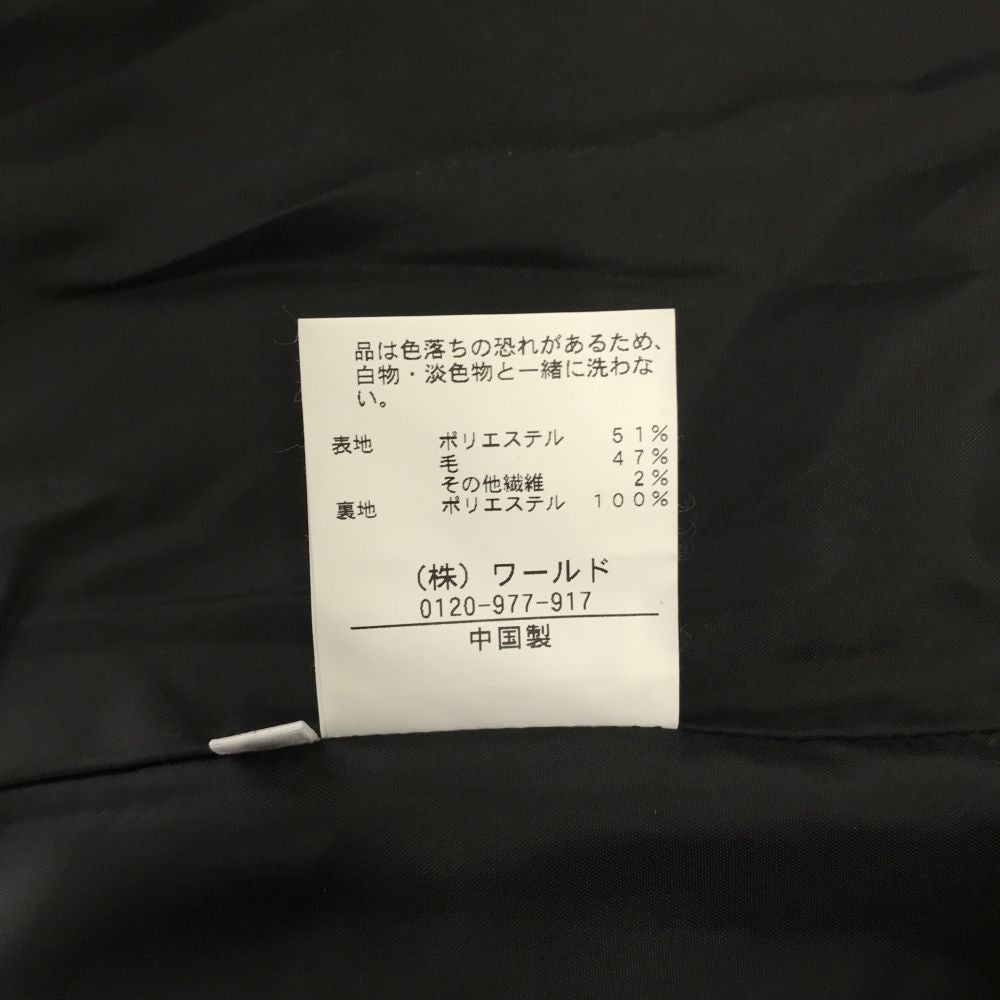 品は色落ちの恐れがあるため、
白物・淡色物と一緒に洗わな
い。
表地 ポリエステル 51%
毛 47%
その他繊維 2%
裏地 ポリエステル 100%
(株) ワールド
0120-977-917
中国製